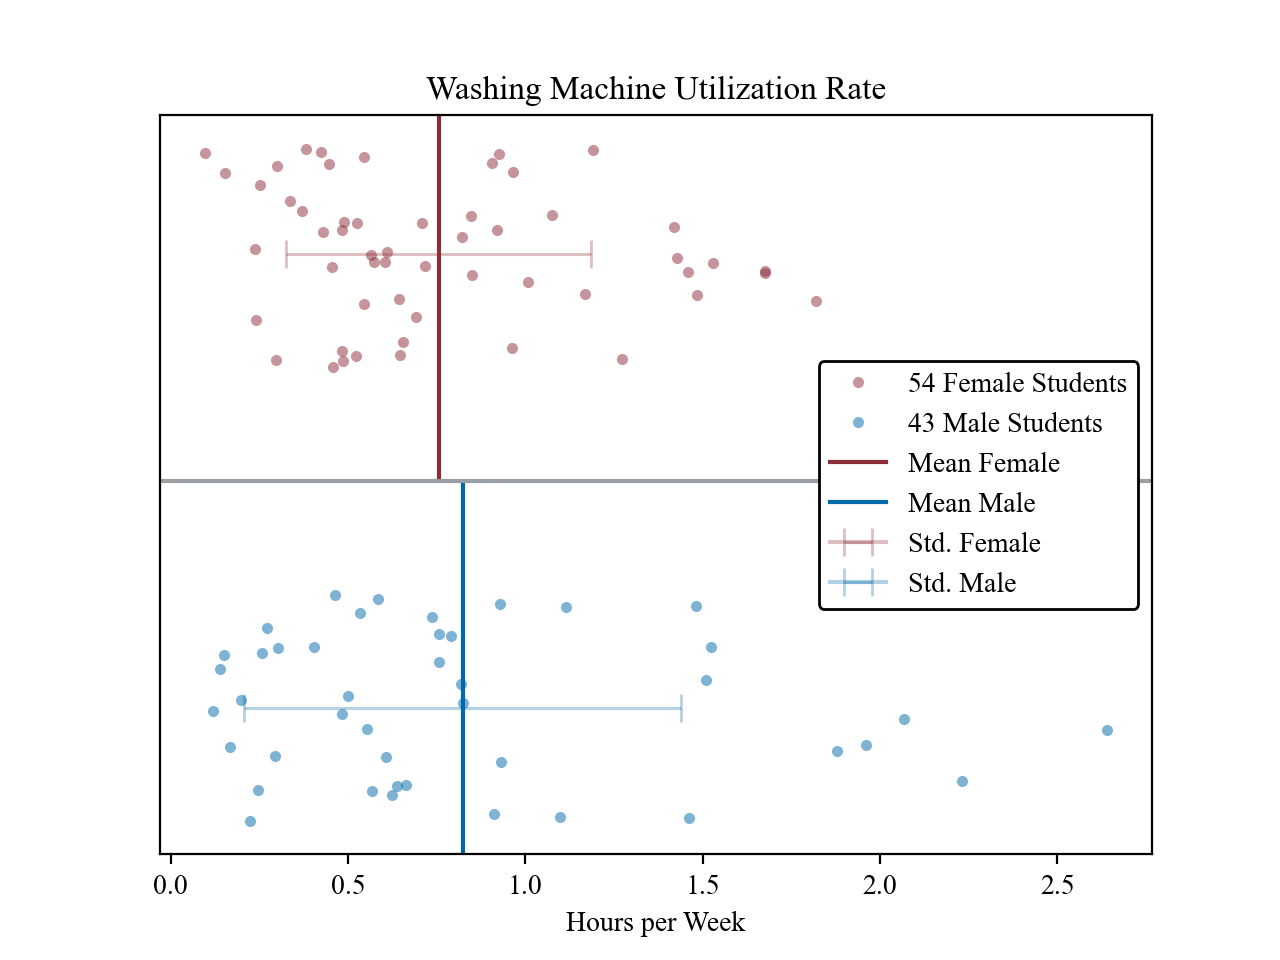 Washing Machine Utilization Rate
54 Female Students
43 Male Students
Mean Female
Mean Male
Std. Female
Std. Male
0.0 0.5 1.0 1.5 2.0 2.5
Hours per Week